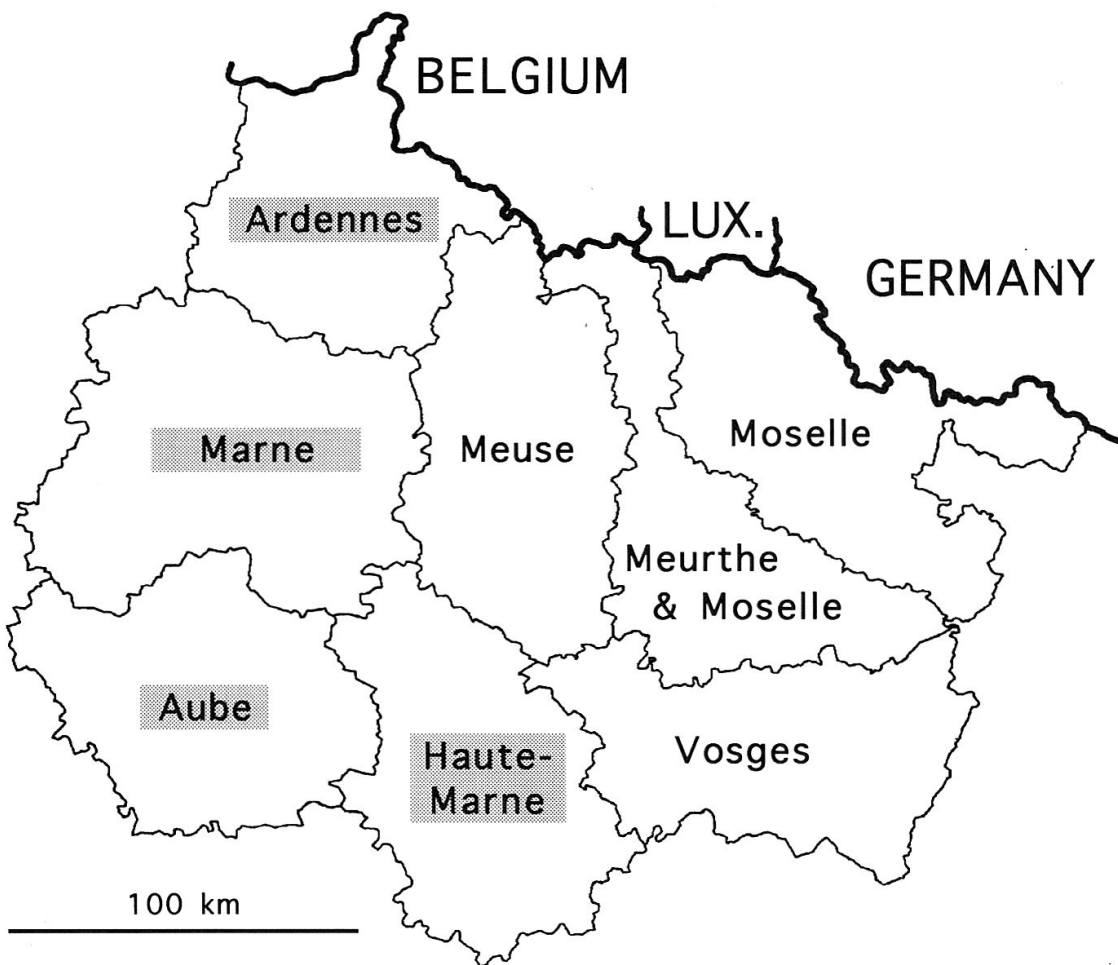 BELGIUM
Ardennes
LUX.
GERMANY
Marne
Meuse
Moselle
Meurthe
& Moselle
Aube
Haute-
Marne
Vosges
100 km